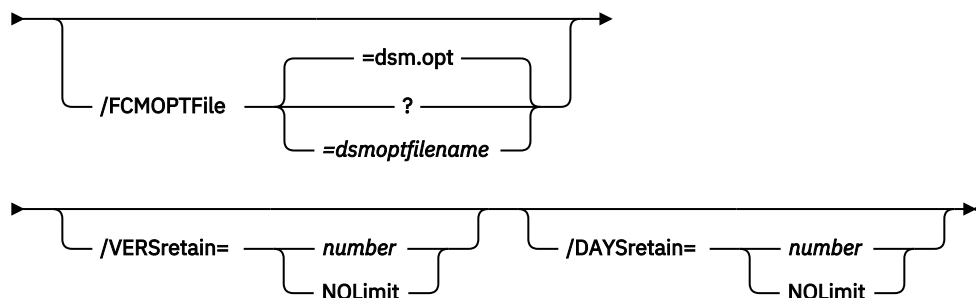 =dsm.opt
/FCMOPTFile ?
=dsmoptfilename
/VERSretain= number /DAYSretain= number
NOLimit NOLimit